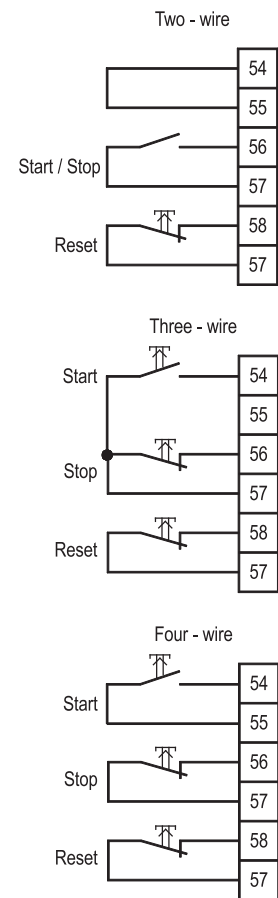 Two - wire
54
55
56
Start / Stop
57
58
Reset
57
Three - wire
Start
54
55
56
Stop
57
58
Reset
57
Four - wire
54
Start
55
56
Stop
57
58
Reset
57